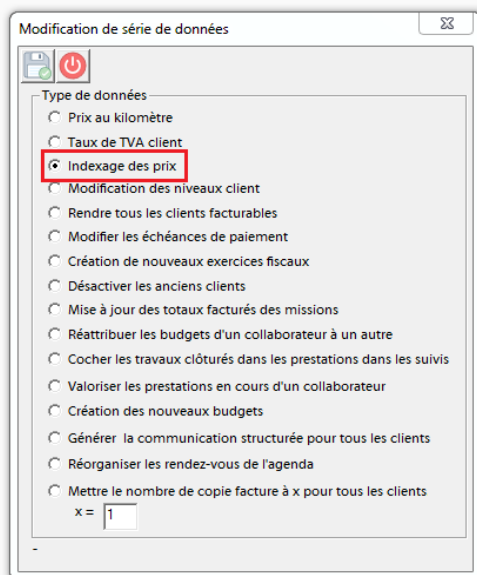 Modification de série de données
Type de données
Prix au kilomètre
Taux de TVA client
Indexage des prix
Modification des niveaux client
Rendre tous les clients facturables
Modifier les échéances de paiement
Création de nouveaux exercices fiscaux
Désactiver les anciens clients
Mise à jour des totaux facturés des missions
Réattribuer les budgets d'un collaborateur à un autre
Cocher les travaux clôturés dans les prestations dans les suivis
Valoriser les prestations en cours d'un collaborateur
Création des nouveaux budgets
Générer la communication structurée pour tous les clients
Réorganiser les rendez-vous de l'agenda
Mettre le nombre de copie facture à x pour tous les clients
x = 1
-